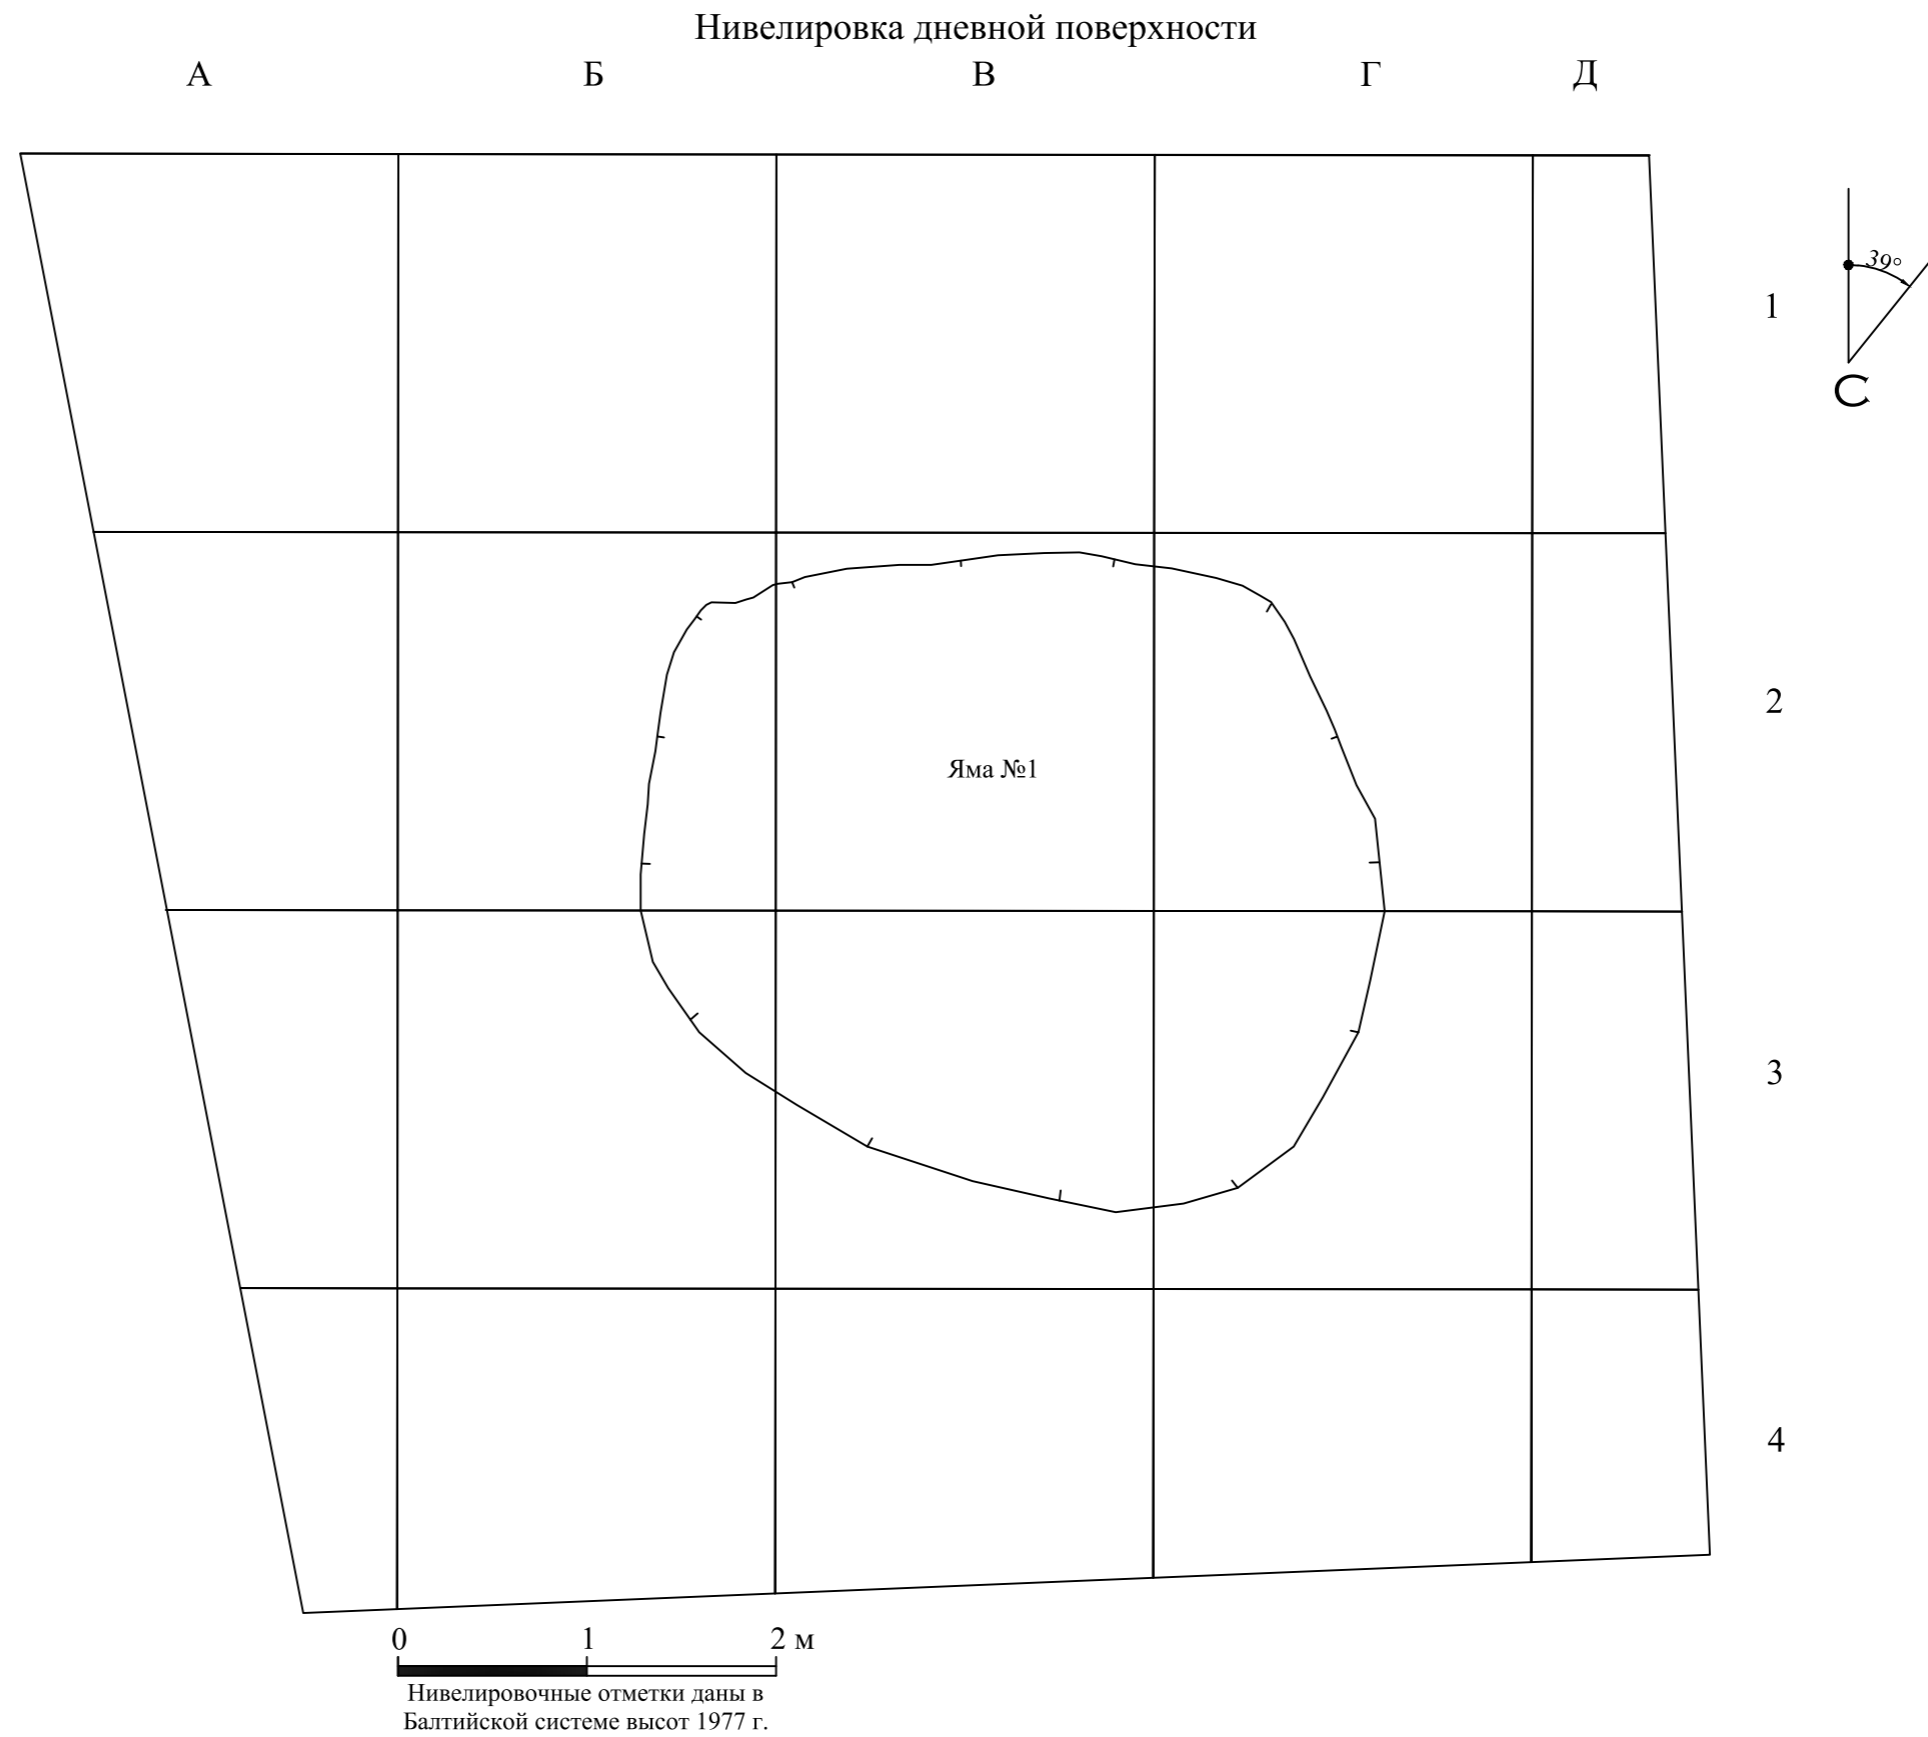 Нивелировка дневной поверхности
А Б В Г Д
39°
1
С
2
Яма №1
3
4
0 1 2 м
Нивелировочные отметки даны в
Балтийской системе высот 1977 г.